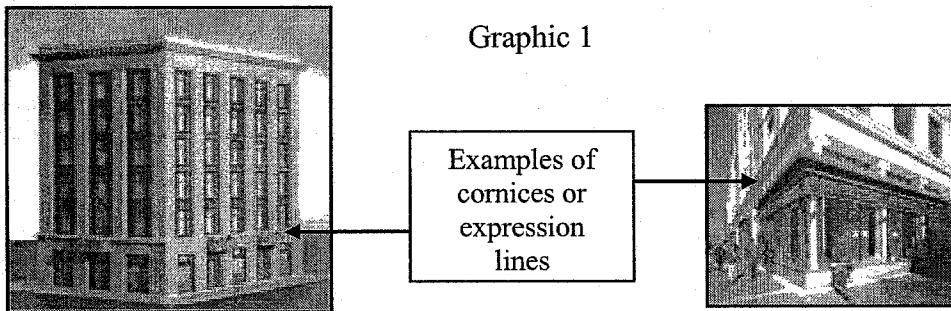 Graphic 1
Examples of
cornices or
expression
lines